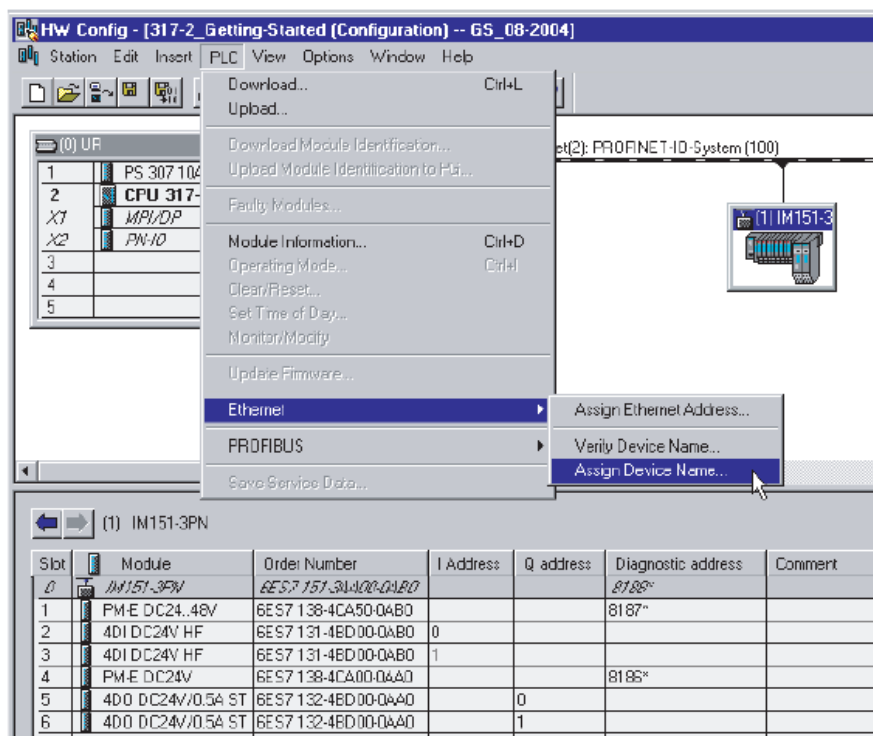 HW Config - [317-2_Getting-Started (Configuration) -- GS_08-2004]
Station Edit Insert PLC View Options Window Help
Download... Ctrl+L
Upload...
Download Module Identification...
Upload Module Identification to PG...
Faulty Modules...
Module Information... Ctrl+D
Operating Mode... Ctrl+I
Clear/Reset...
Set Time of Day...
Monitor/Modify
Update Firmware...
Ethernet
PROFIBUS
Save Service Data...
Assign Ethernet Address...
Verify Device Name...
Assign Device Name...
(0) UR
1 PS 307 10A
2 CPU 317-
X1 MPI/DP
X2 PN-IO
3
4
5
et(2): PROFINET-IO-System (100)
(1) IM151-3
(1) IM151-3PN
Slot Module Order Number I Address Q address Diagnostic address Comment
0 IM151-3PN 6ES7 151-3AA00-0AB0 8188*
1 PM-E DC24..48V 6ES7 138-4CA50-0AB0 8187*
2 4DI DC24V HF 6ES7 131-4BD00-0AB0 0
3 4DI DC24V HF 6ES7 131-4BD00-0AB0 1
4 PM-E DC24V 6ES7 138-4CA00-0AA0 8186*
5 4DO DC24V/0.5A ST 6ES7 132-4BD00-0AA0 0
6 4DO DC24V/0.5A ST 6ES7 132-4BD00-0AA0 1